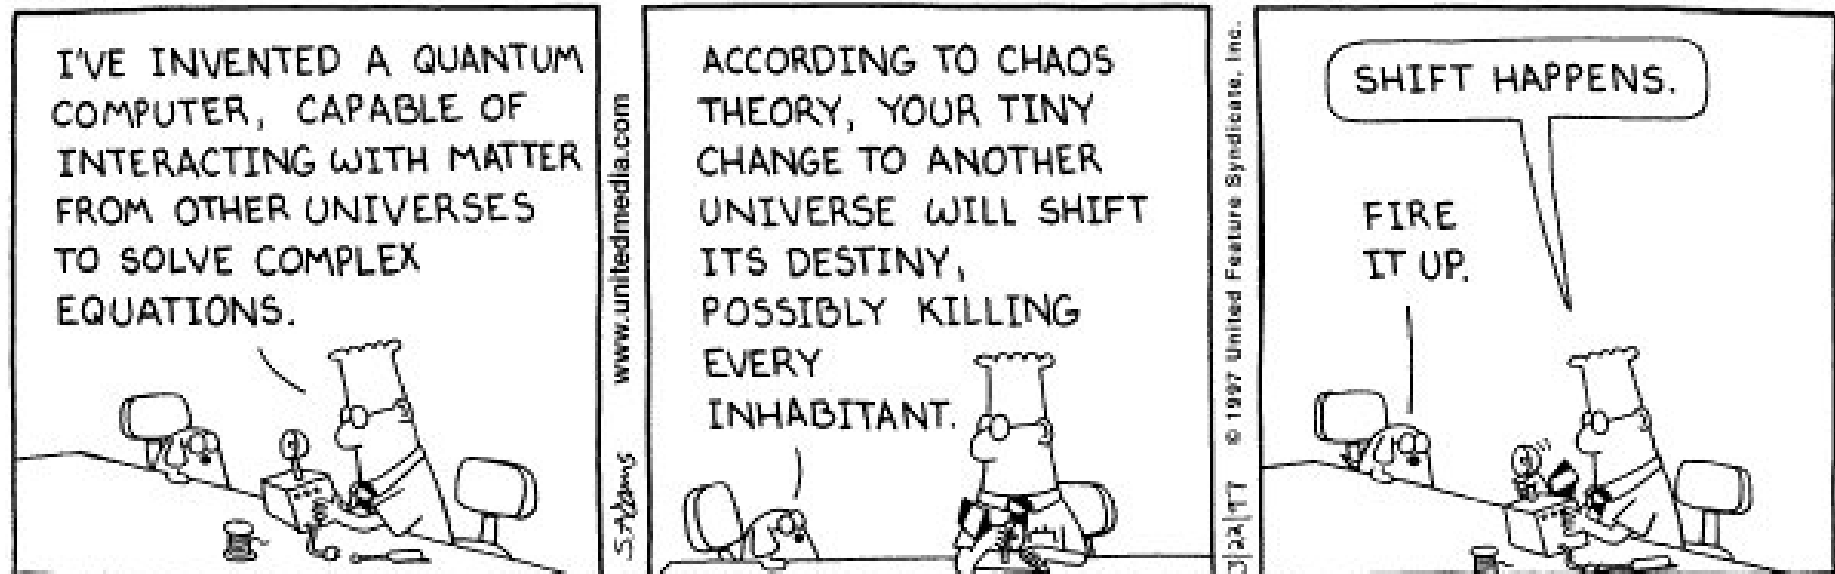 I'VE INVENTED A QUANTUM
COMPUTER, CAPABLE OF
INTERACTING WITH MATTER
FROM OTHER UNIVERSES
TO SOLVE COMPLEX
EQUATIONS.
S.Adams www.unitedmedia.com
ACCORDING TO CHAOS
THEORY, YOUR TINY
CHANGE TO ANOTHER
UNIVERSE WILL SHIFT
ITS DESTINY,
POSSIBLY KILLING
EVERY
INHABITANT.
© 1997 United Feature Syndicate, Inc.
SHIFT HAPPENS.
FIRE
IT UP.